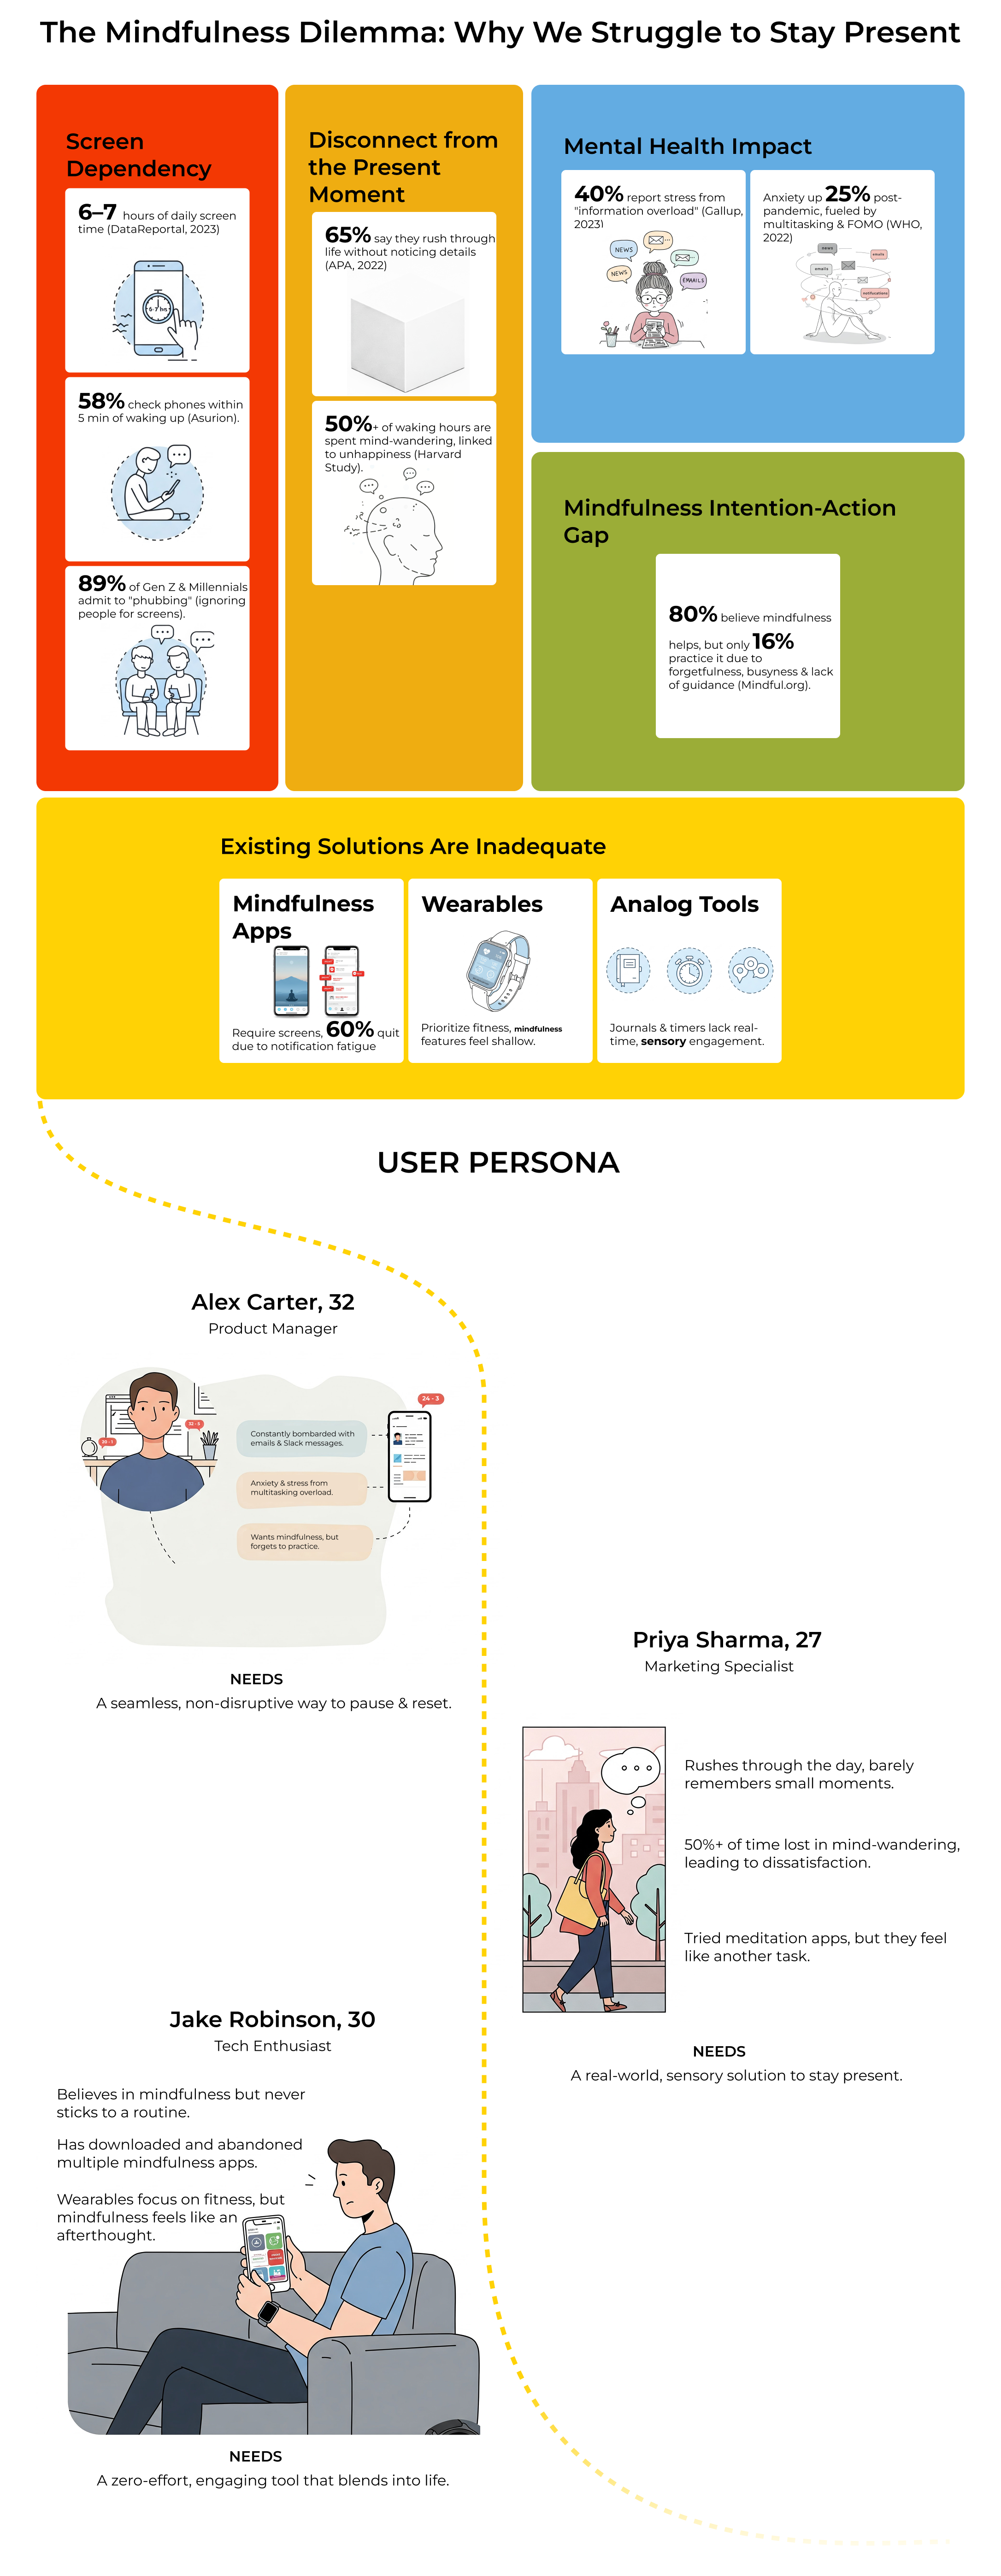 The Mindfulness Dilemma: Why We Struggle to Stay Present
Screen
Dependency
6–7 hours of daily screen
time (DataReportal, 2023)
6-7 hrs
58% check phones within
5 min of waking up (Asurion).
89% of Gen Z & Millennials
admit to "phubbing" (ignoring
people for screens).
Disconnect from
the Present
Moment
65% say they rush through
life without noticing details
(APA, 2022)
50%+ of waking hours are
spent mind-wandering, linked
to unhappiness (Harvard
Study).
Mental Health Impact
40% report stress from
"information overload" (Gallup,
2023)
NEWS
NEWS
EMAIILS
Anxiety up 25% post-
pandemic, fueled by
multitasking & FOMO (WHO,
2022)
news
emails
emails
Mindfulness Intention-Action
Gap
80% believe mindfulness
helps, but only 16%
practice it due to
forgetfulness, busyness & lack
of guidance (Mindful.org).
Existing Solutions Are Inadequate
Mindfulness
Apps
Require screens, 60% quit
due to notification fatigue
Wearables
Prioritize fitness, mindfulness
features feel shallow.
Analog Tools
Journals & timers lack real-
time, sensory engagement.
USER PERSONA
Alex Carter, 32
Product Manager
24 - 3
Constantly bombarded with
emails & Slack messages.
Anxiety & stress from
multitasking overload.
Wants mindfulness, but
forgets to practice.
NEEDS
A seamless, non-disruptive way to pause & reset.
Priya Sharma, 27
Marketing Specialist
Rushes through the day, barely
remembers small moments.
50%+ of time lost in mind-wandering,
leading to dissatisfaction.
Tried meditation apps, but they feel
like another task.
NEEDS
A real-world, sensory solution to stay present.
Jake Robinson, 30
Tech Enthusiast
Believes in mindfulness but never
sticks to a routine.
Has downloaded and abandoned
multiple mindfulness apps.
Wearables focus on fitness, but
mindfulness feels like an
afterthought.
NEEDS
A zero-effort, engaging tool that blends into life.